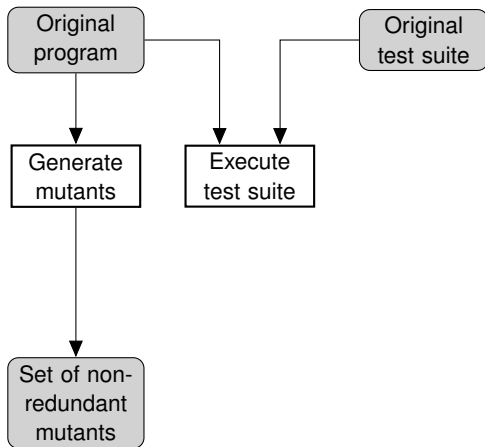 Original
program
Original
test suite
Generate
mutants
Execute
test suite
Set of non-
redundant
mutants